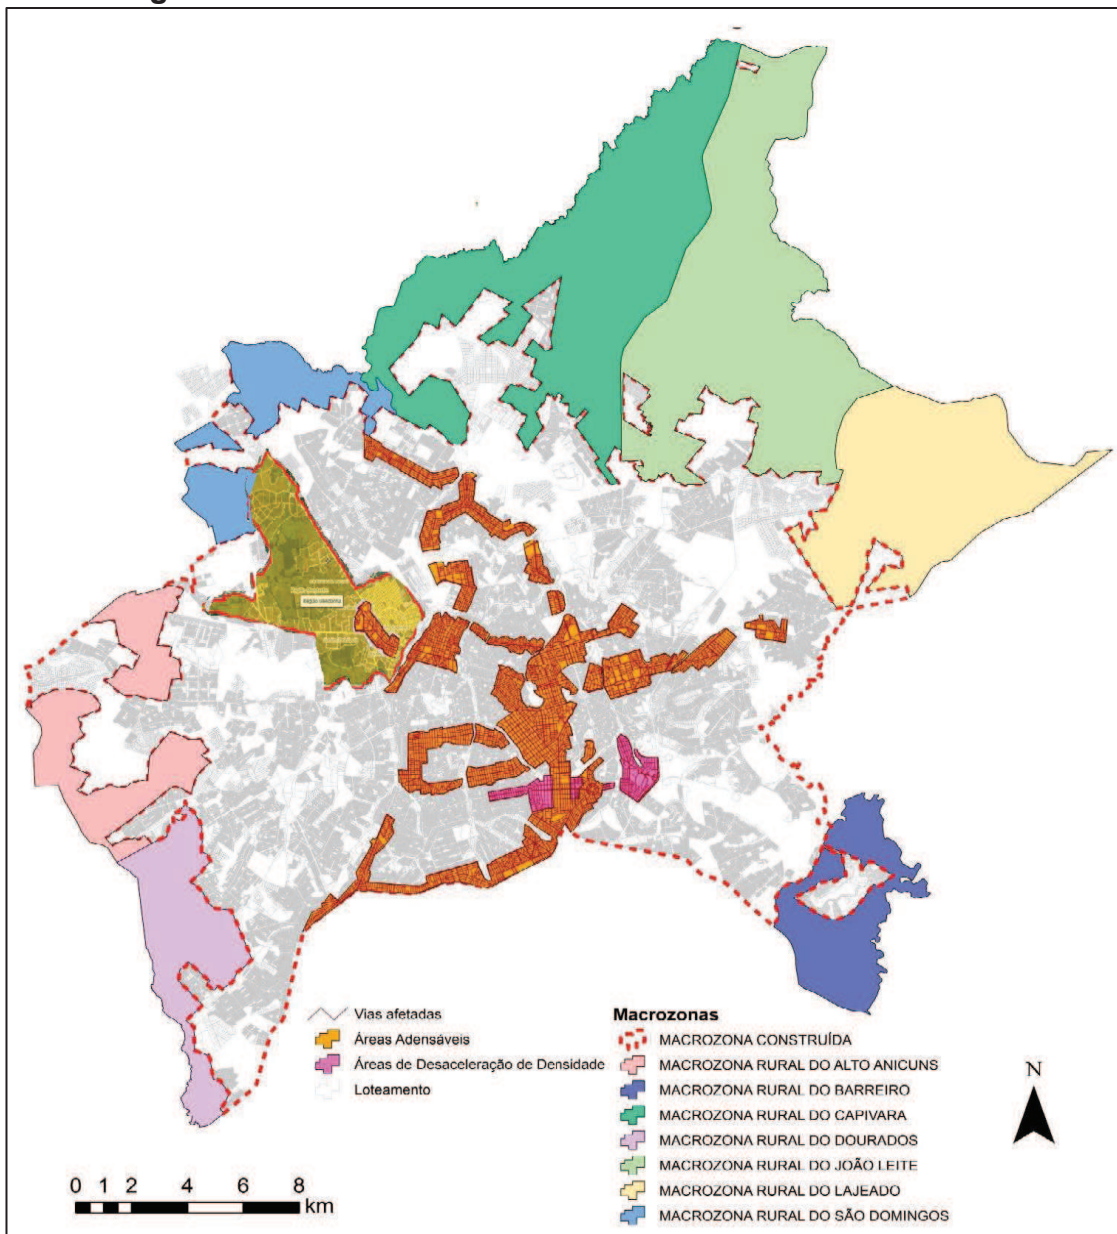 Vias afetadas
Áreas Adensáveis
Áreas de Desaceleração de Densidade
Loteamento
Macrozonas
MACROZONA CONSTRUÍDA
MACROZONA RURAL DO ALTO ANICUNS
MACROZONA RURAL DO BARREIRO
MACROZONA RURAL DO CAPIVARA
MACROZONA RURAL DO DOURADOS
MACROZONA RURAL DO JOÃO LEITE
MACROZONA RURAL DO LAJEADO
MACROZONA RURAL DO SÃO DOMINGOS
N
0 1 2 4 6 8
km